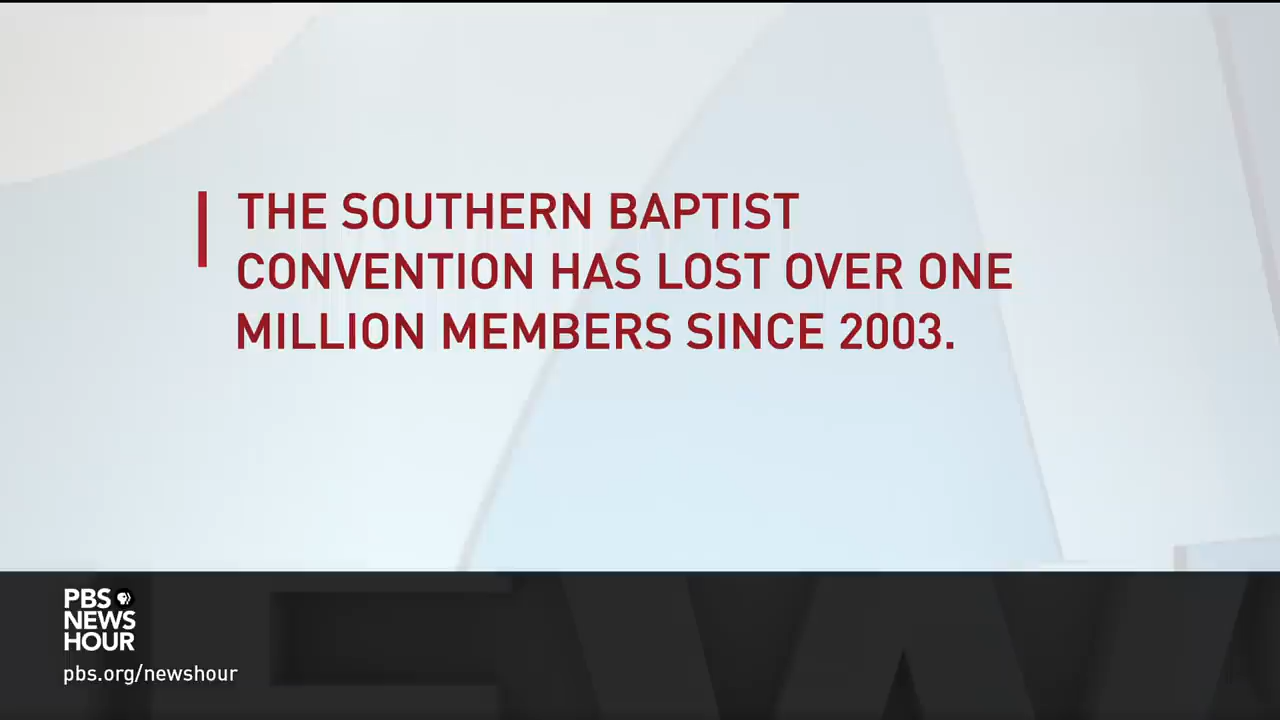 THE SOUTHERN BAPTIST
CONVENTION HAS LOST OVER ONE
MILLION MEMBERS SINCE 2003.
PBS
NEWS
HOUR
pbs.org/newshour